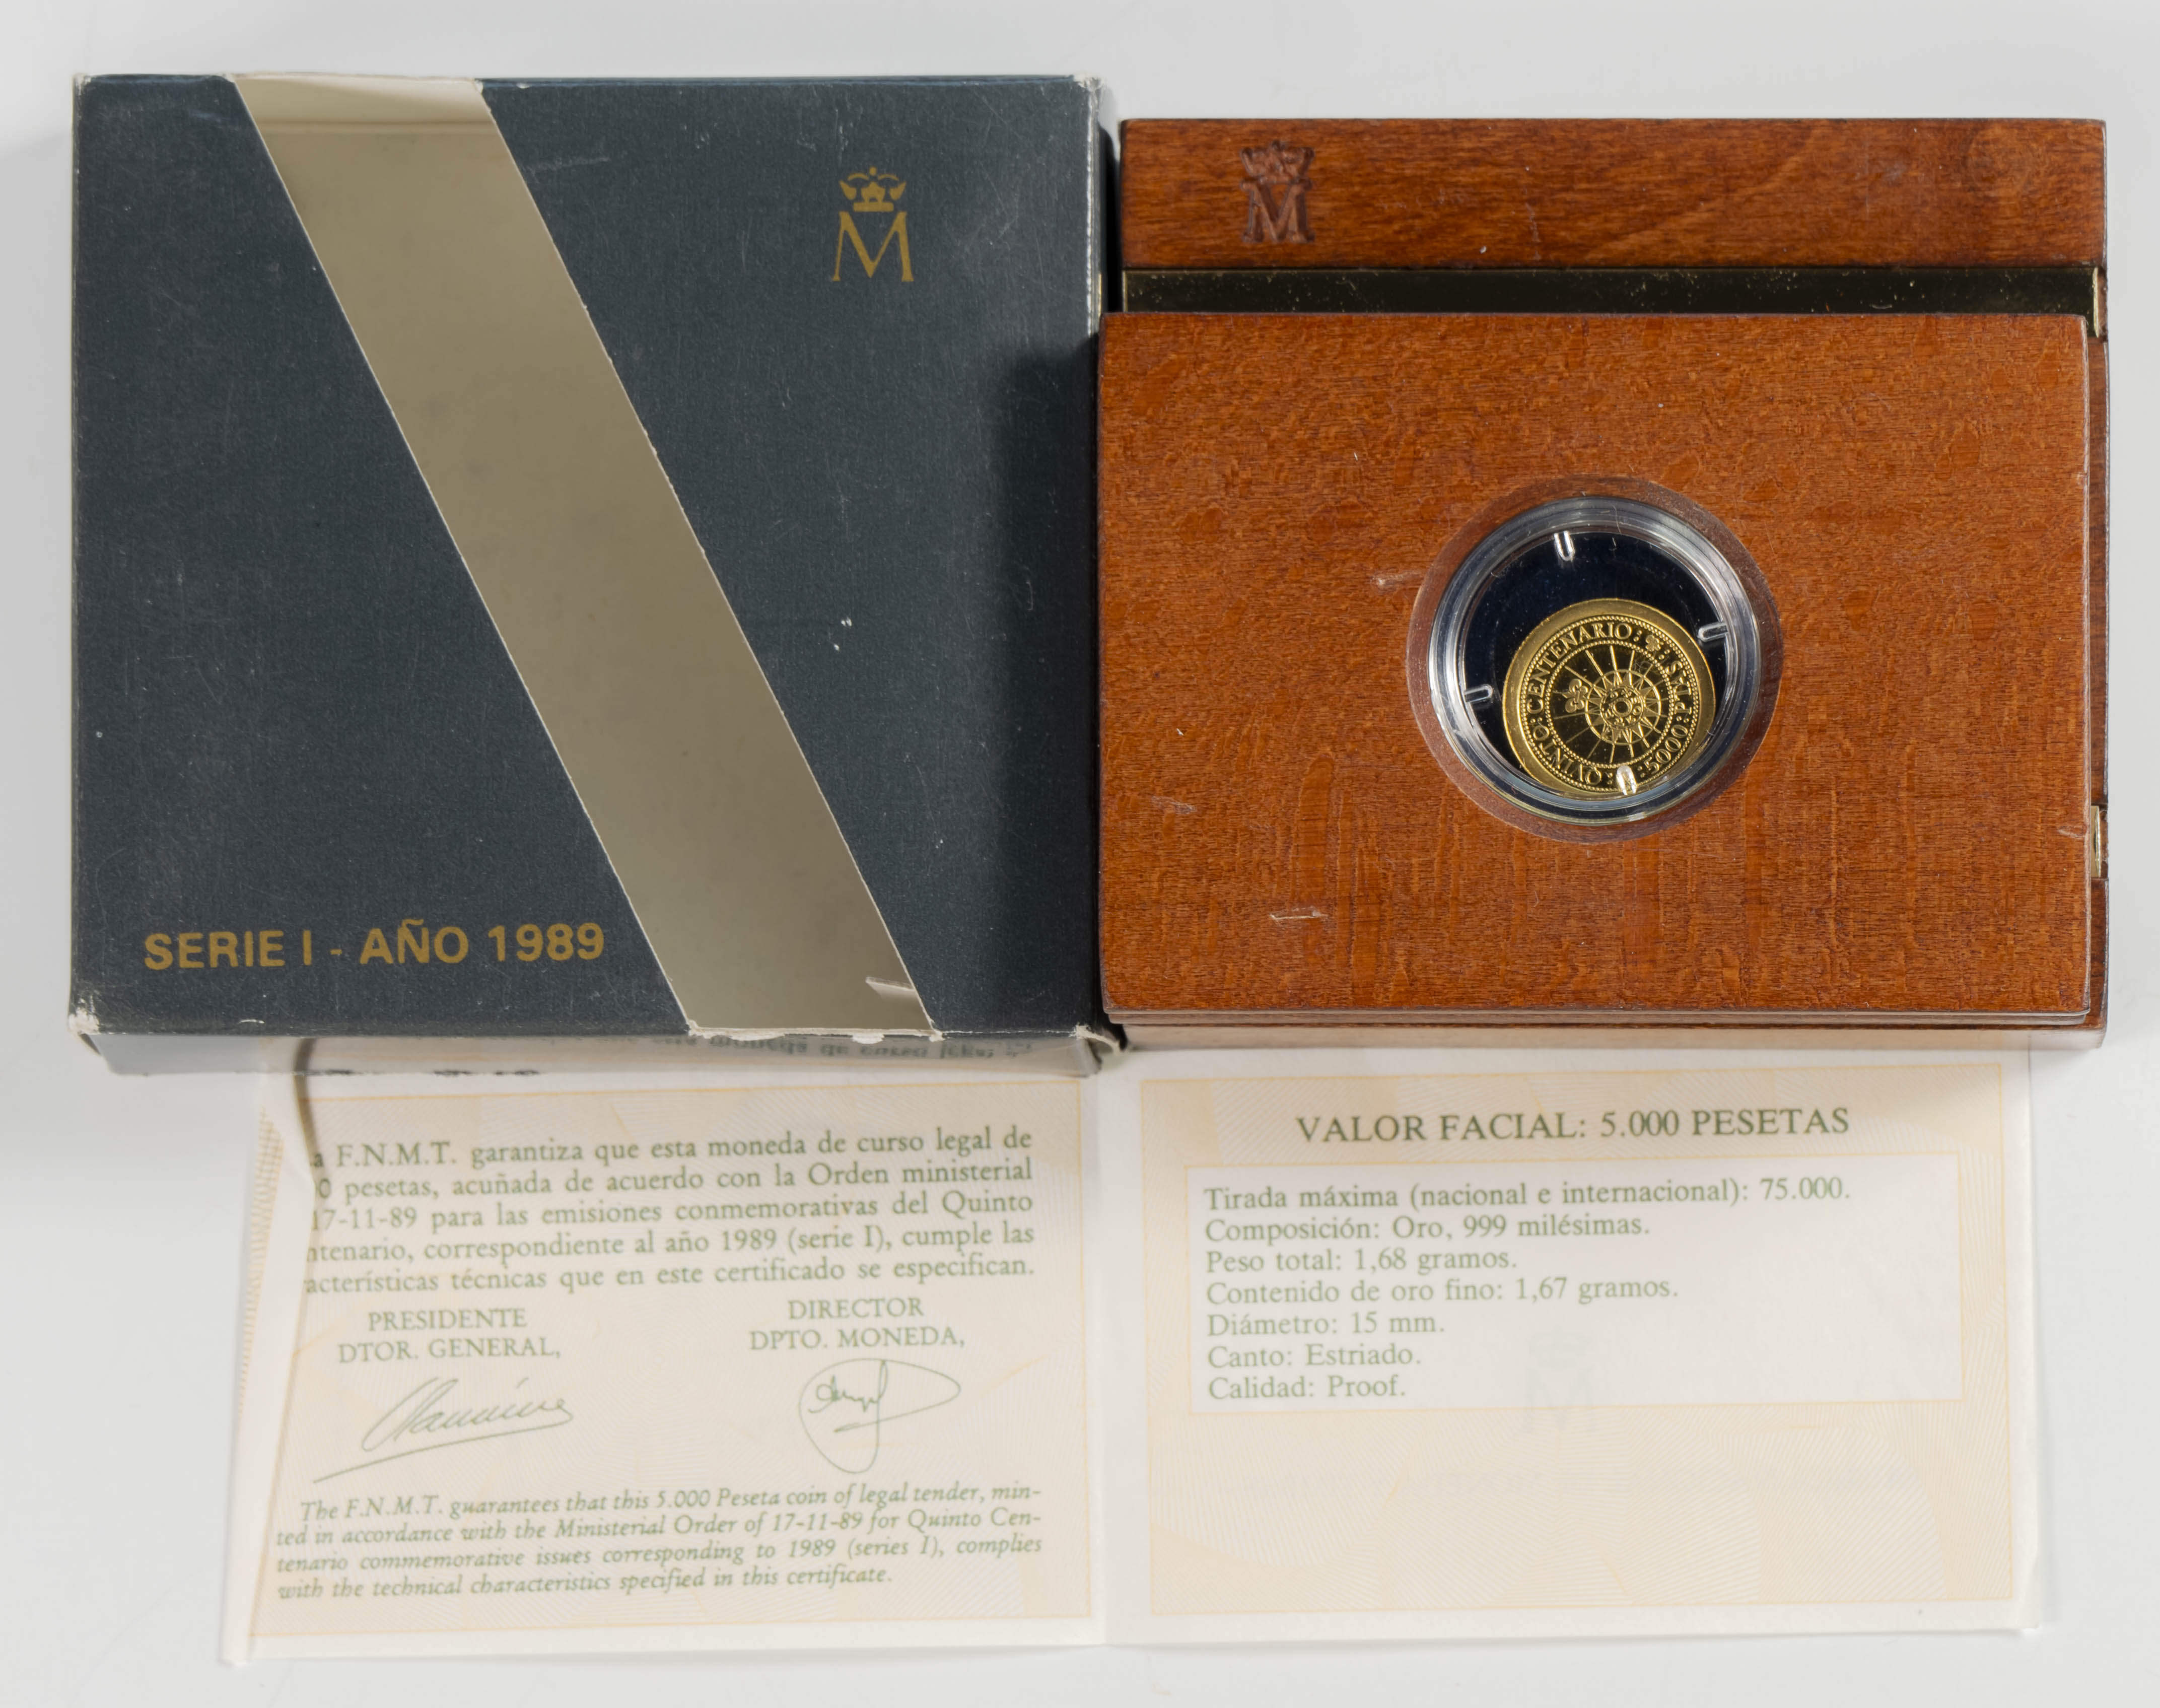 M
SERIE I - AÑO 1989
M
QVINTO:CENTENARIO:
:5000:PTAS:
a F.N.M.T. garantiza que esta moneda de curso legal de
0 pesetas, acuñada de acuerdo con la Orden ministerial
17-11-89 para las emisiones conmemorativas del Quinto
ntenario, correspondiente al año 1989 (serie I), cumple las
acterísticas técnicas que en este certificado se especifican.
PRESIDENTE
DTOR. GENERAL,
DIRECTOR
DPTO. MONEDA,
The F.N.M.T. guarantees that this 5.000 Peseta coin of legal tender, min-
ted in accordance with the Ministerial Order of 17-11-89 for Quinto Cen-
tenario commemorative issues corresponding to 1989 (series I), complies
with the technical characteristics specified in this certificate.
VALOR FACIAL: 5.000 PESETAS
Tirada máxima (nacional e internacional): 75.000.
Composición: Oro, 999 milésimas.
Peso total: 1,68 gramos.
Contenido de oro fino: 1,67 gramos.
Diámetro: 15 mm.
Canto: Estriado.
Calidad: Proof.